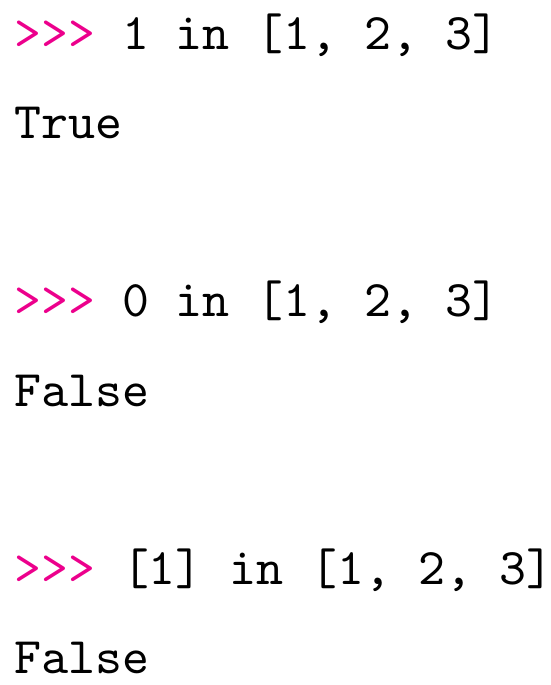 >>> 1 in [1, 2, 3]
True
>>> 0 in [1, 2, 3]
False
>>> [1] in [1, 2, 3]
False